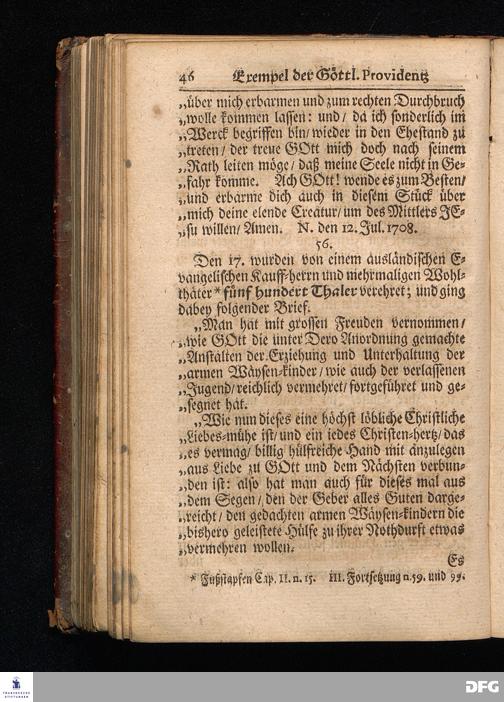 46 Exempel der Göttl. Providentz
„über mich erbarmen und zum rechten Durchbruch
„wolle kommen lassen: und/ da ich sonderlich im
„Werck begriffen bin/ wieder in den Ehestand zu
„treten/ der treue GOtt mich doch nach seinem
„Rath leiten möge/ daß meine Seele nicht in Ge-
„fahr komme. Ach GOtt! wende es zum Besten/
„und erbarme dich auch in diesem Stück über
„mich deine elende Creatur/ um des Mittlers JE-
„su willen/ Amen. N. den 12. Jul. 1708.
56.
Den 17. wurden von einem ausländischen E-
vangelischen Kauff-herrn und mehrmaligen Wohl-
thäter * fünf hundert Thaler verehret; und ging
dabey folgender Brief.
„Man hat mit grossen Freuden vernommen/
„wie GOtt die unter Dero Anordnung gemachte
„Anstalten der Erziehung und Unterhaltung der
„armen Wäysen-kinder/ wie auch der verlassenen
„Jugend/ reichlich vermehret/ fortgeführet und ge-
„segnet hat.
„Wie nun dieses eine höchst löbliche Christliche
„Liebes-mühe ist/ und ein iedes Christen-hertz/ das
„es vermag/ billig hülfreiche Hand mit anzulegen
„aus Liebe zu GOtt und dem Nächsten verbun-
„den ist: also hat man auch für dieses mal aus
„dem Segen/ den der Geber alles Guten darge-
„reicht/ den gedachten armen Wäysen-kindern die
„bishero geleistete Hülfe zu ihrer Nothdurft etwas
„vermehren wollen.
Es
* Fußstapfen Cap. II. n. 15. III. Fortsetzung n. 59. und 99.
FRANCKESCHE
STIFTUNGEN
DFG